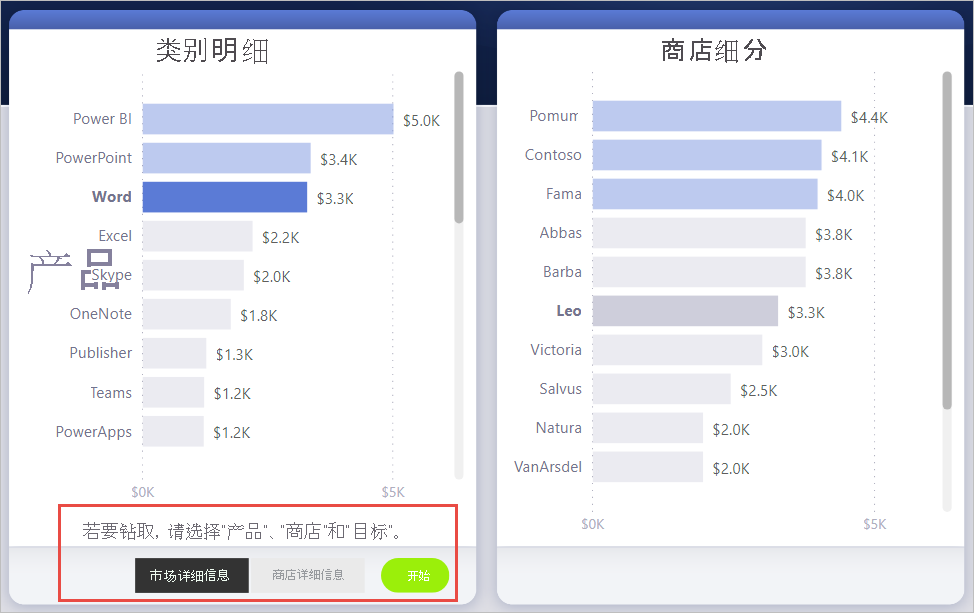 类别明细
Power BI $5.0K
PowerPoint $3.4K
Word $3.3K
Excel $2.2K
产品
Skype $2.0K
OneNote $1.8K
Publisher $1.3K
Teams $1.2K
PowerApps $1.2K
$0K $5K
若要钻取, 请选择"产品"、"商店"和"目标"。
市场详细信息 商店详细信息 开始
商店细分
Pomum $4.4K
Contoso $4.1K
Fama $4.0K
Abbas $3.8K
Barba $3.8K
Leo $3.3K
Victoria $3.0K
Salvus $2.5K
Natura $2.0K
VanArsdel $2.0K
$0K $5K